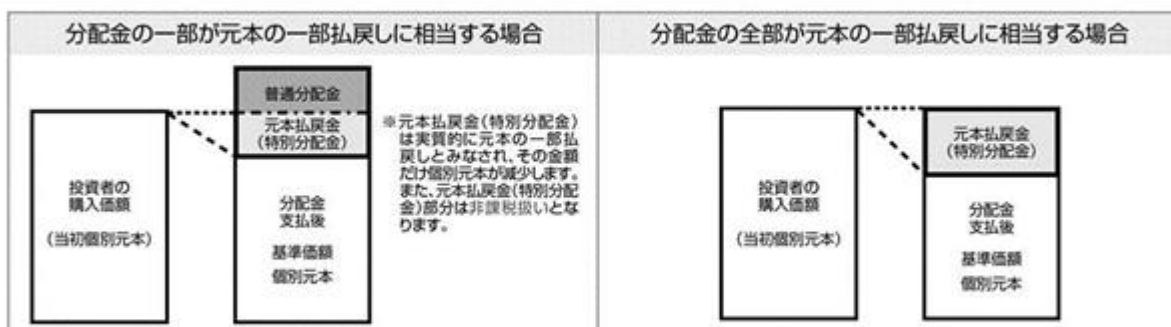 分配金の一部が元本の一部払戻しに相当する場合
投資者の
購入価額
(当初個別元本)
普通分配金
元本払戻金
(特別分配金)
分配金
支払後
基準価額
個別元本
※元本払戻金(特別分配金)
は実質的に元本の一部払
戻しとみなされ、その金額
だけ個別元本が減少します。
また、元本払戻金(特別分配
金)部分は非課税扱いとな
ります。
分配金の全部が元本の一部払戻しに相当する場合
投資者の
購入価額
(当初個別元本)
元本払戻金
(特別分配金)
分配金
支払後
基準価額
個別元本